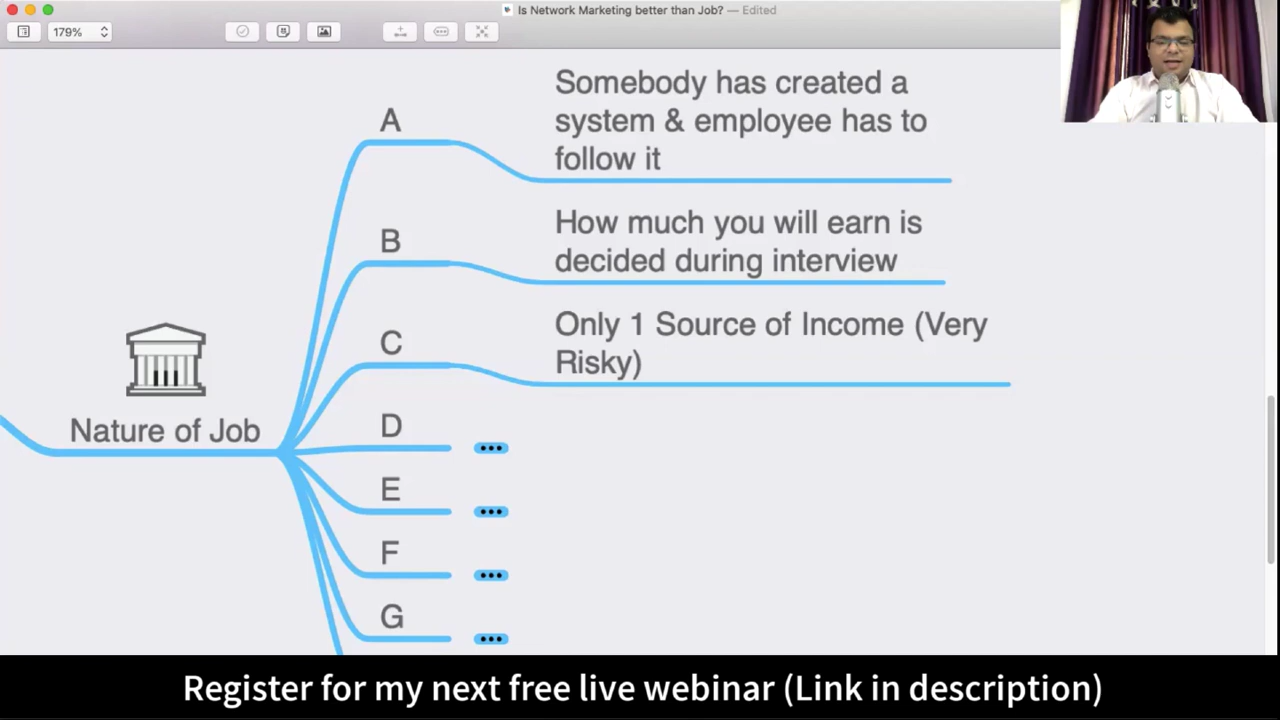 Is Network Marketing better than Job? — Edited
179%
Somebody has created a
system & employee has to
follow it
A
How much you will earn is
decided during interview
B
Only 1 Source of Income (Very
Risky)
C
Nature of Job
D
E
F
G
Register for my next free live webinar (Link in description)